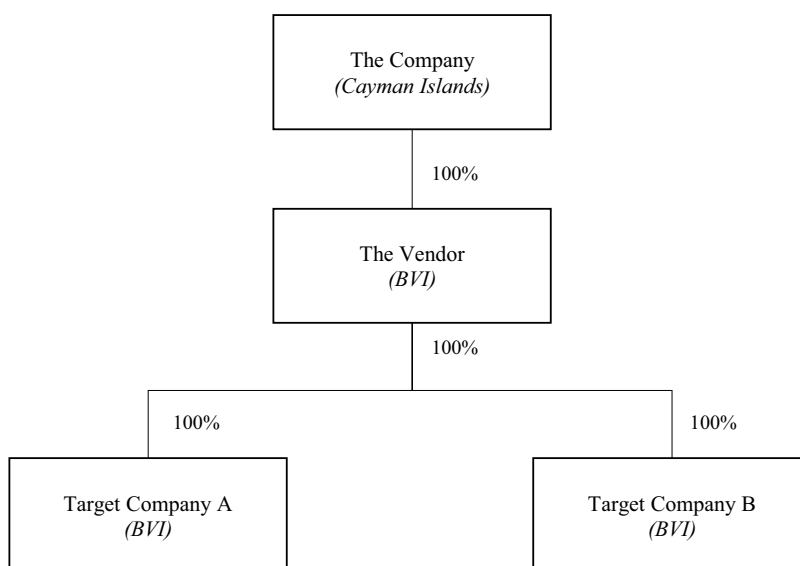 The Company
(Cayman Islands)
100%
The Vendor
(BVI)
100%
100%
100%
Target Company A
(BVI)
Target Company B
(BVI)